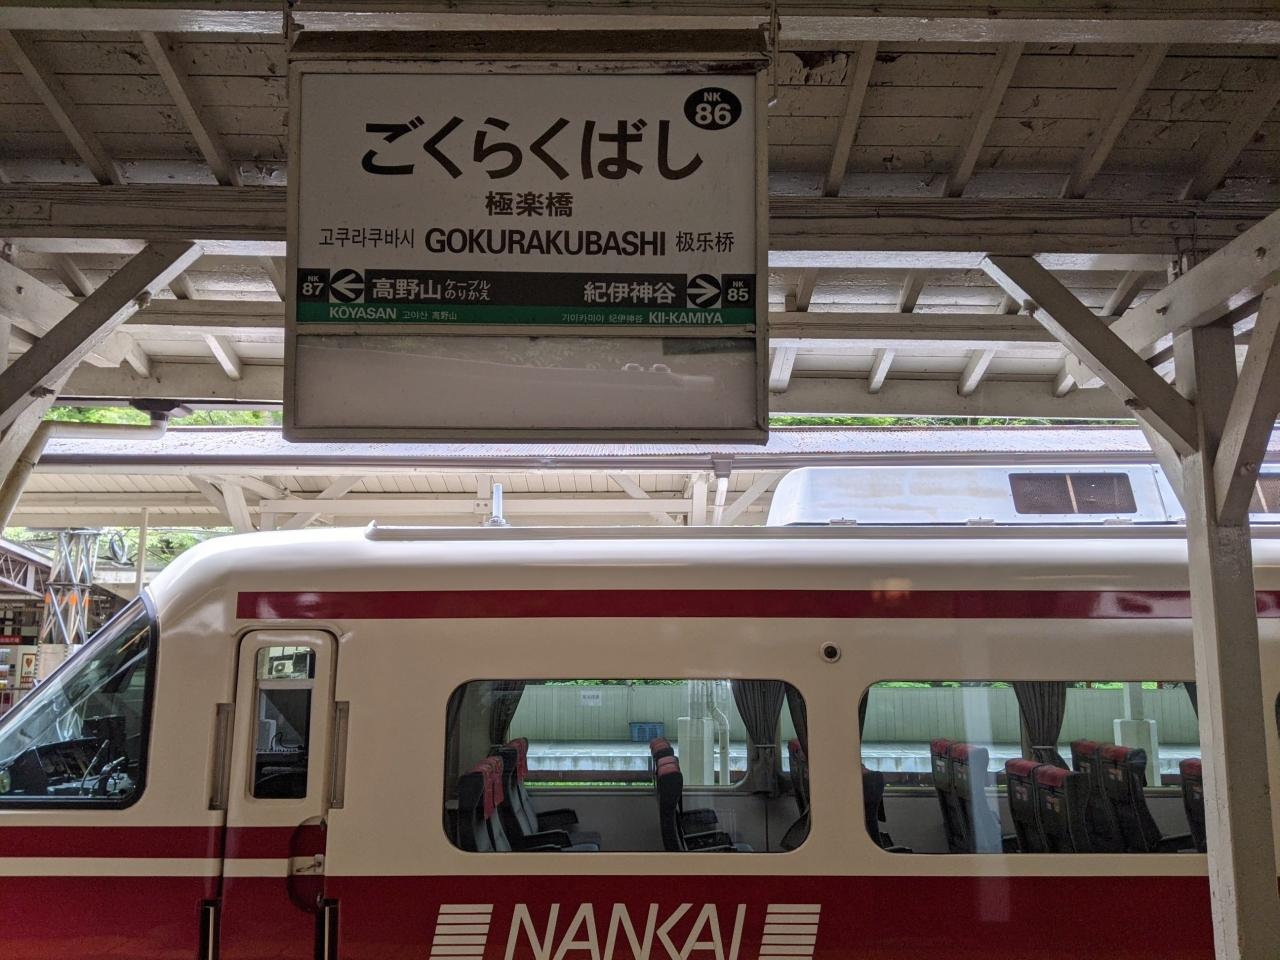 NK
86
ごくらくばし
極楽橋
고쿠라쿠바시 GOKURAKUBASHI 极乐桥
NK 87 高野山 ケーブルのりかえ 紀伊神谷 NK 85
KOYASAN 고야산 高野山 기이카미야 纪伊神谷 KII-KAMIYA
NANKAI